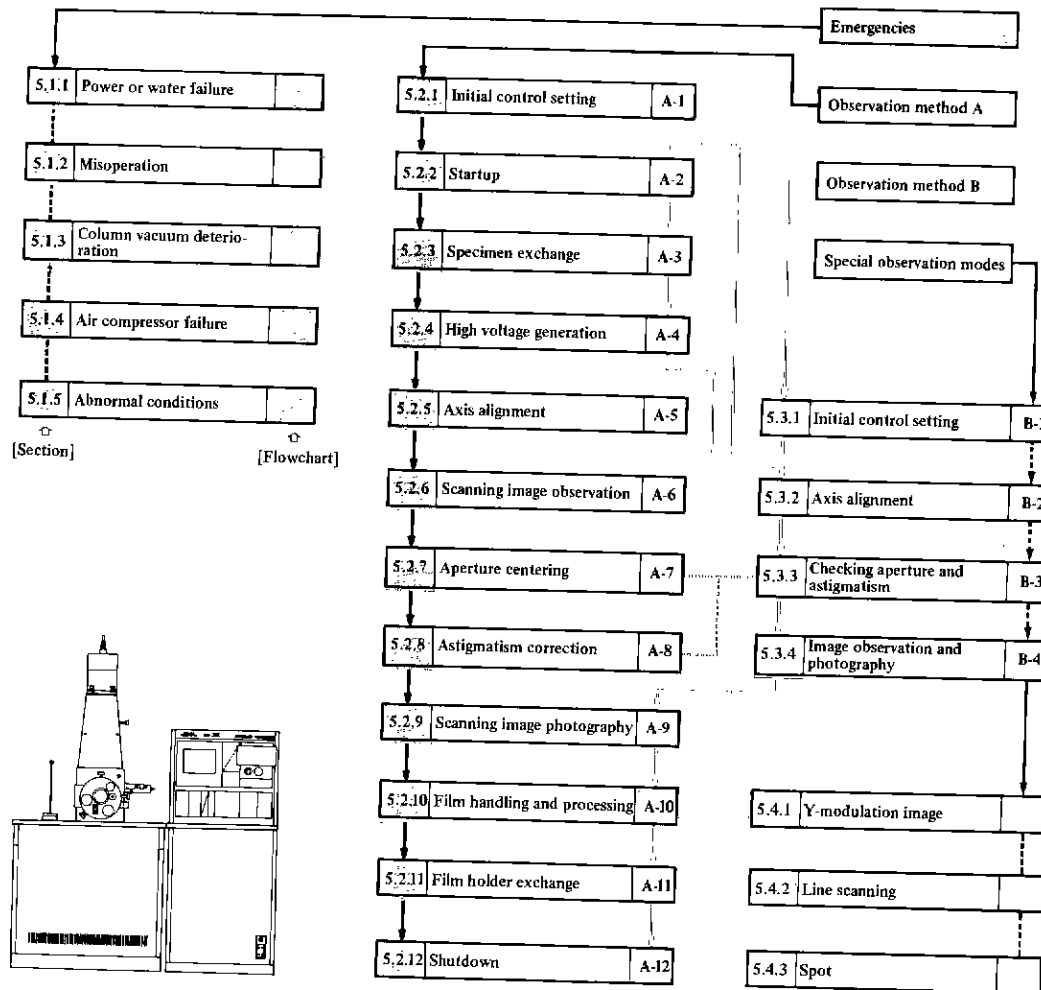 Emergencies
Observation method A
Observation method B
Special observation modes
5.1.1 Power or water failure
5.1.2 Misoperation
5.1.3 Column vacuum deterio-
ration
5.1.4 Air compressor failure
5.1.5 Abnormal conditions
[Section] [Flowchart]
5.2.1 Initial control setting A-1
5.2.2 Startup A-2
5.2.3 Specimen exchange A-3
5.2.4 High voltage generation A-4
5.2.5 Axis alignment A-5
5.2.6 Scanning image observation A-6
5.2.7 Aperture centering A-7
5.2.8 Astigmatism correction A-8
5.2.9 Scanning image photography A-9
5.2.10 Film handling and processing A-10
5.2.11 Film holder exchange A-11
5.2.12 Shutdown A-12
5.3.1 Initial control setting
5.3.2 Axis alignment B-2
5.3.3 Checking aperture and B-3
astigmatism
5.3.4 Image observation and B-4
photography
5.4.1 Y-modulation image
5.4.2 Line scanning
5.4.3 Spot